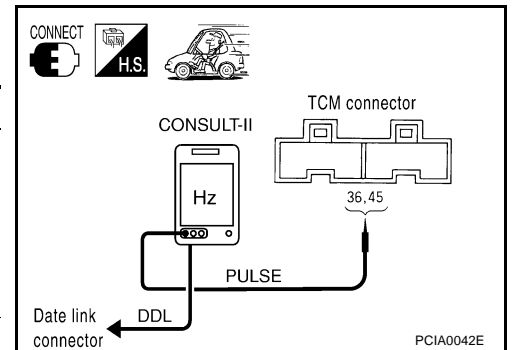 CONNECT
H.S.
TCM connector
CONSULT-II
Hz
36,45
PULSE
DDL
Date link
connector
PCIA0042E